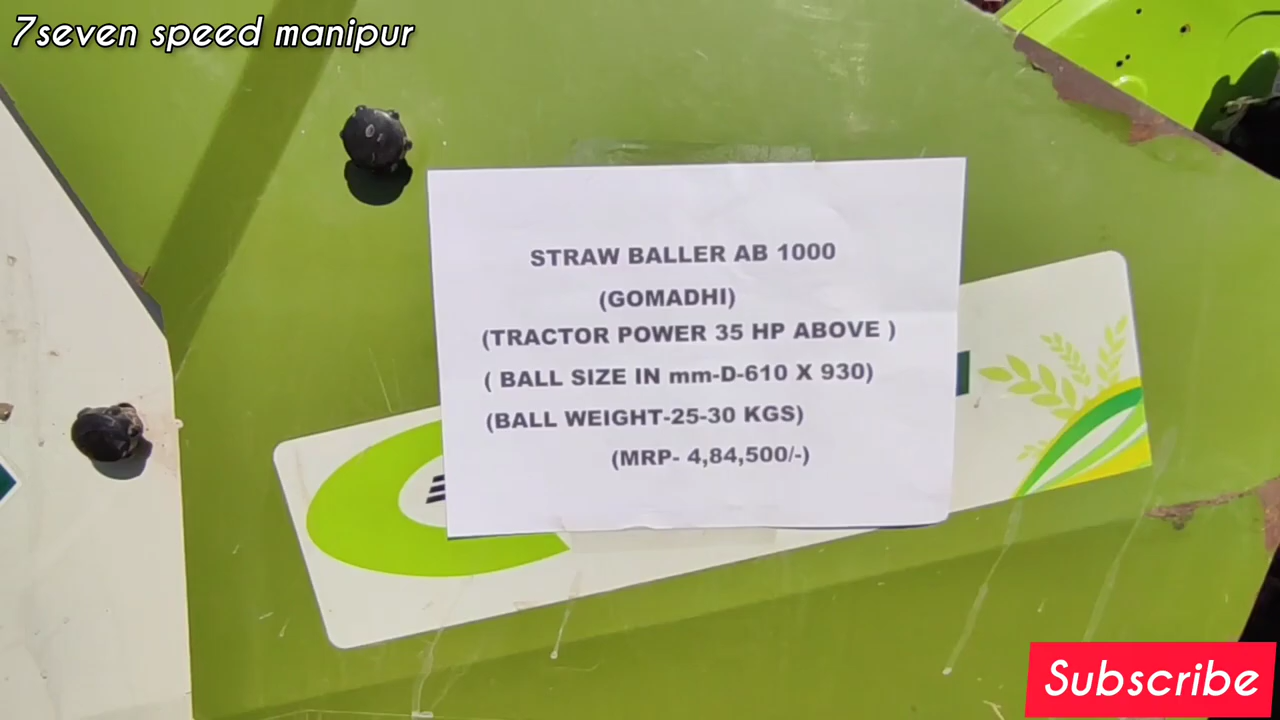 7seven speed manipur
STRAW BALLER AB 1000
(GOMADHI)
(TRACTOR POWER 35 HP ABOVE )
( BALL SIZE IN mm-D-610 X 930)
(BALL WEIGHT-25-30 KGS)
(MRP- 4,84,500/-)
Subscribe